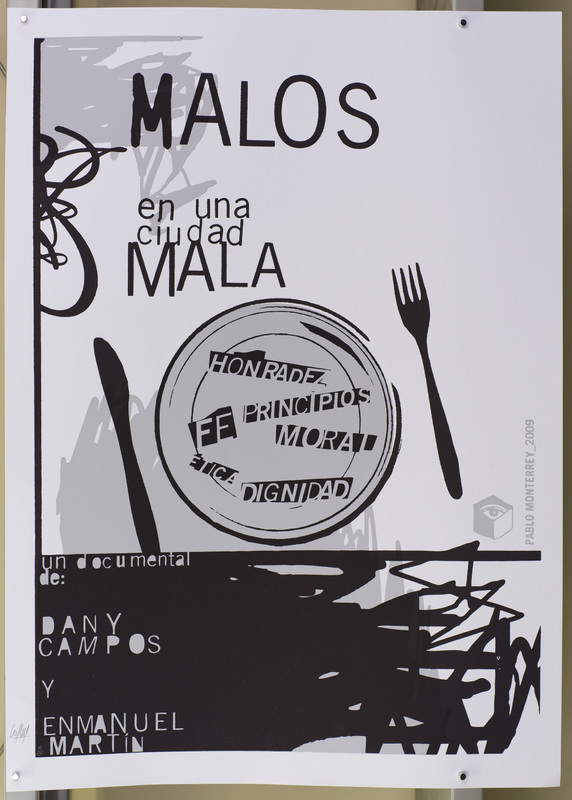 MALOS
en una
ciudad
MALA
HONRADEZ
PRINCIPIOS
FE
MORAL
ÉTICA
DIGNIDAD
PABLO MONTERREY_2009
un documental
de:
DANY
CAMPOS
Y
ENMANUEL
MARTÍN